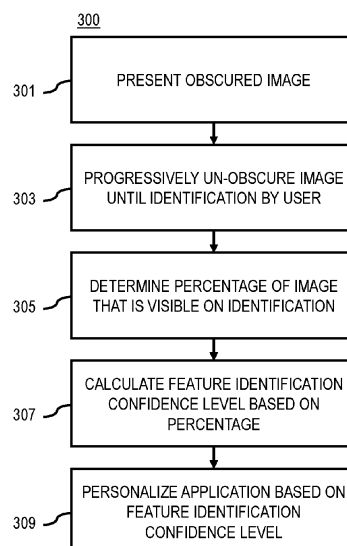 300
301
PRESENT OBSCURED IMAGE
303
PROGRESSIVELY UN-OBSCURE IMAGE
UNTIL IDENTIFICATION BY USER
305
DETERMINE PERCENTAGE OF IMAGE
THAT IS VISIBLE ON IDENTIFICATION
307
CALCULATE FEATURE IDENTIFICATION
CONFIDENCE LEVEL BASED ON
PERCENTAGE
309
PERSONALIZE APPLICATION BASED ON
FEATURE IDENTIFICATION
CONFIDENCE LEVEL